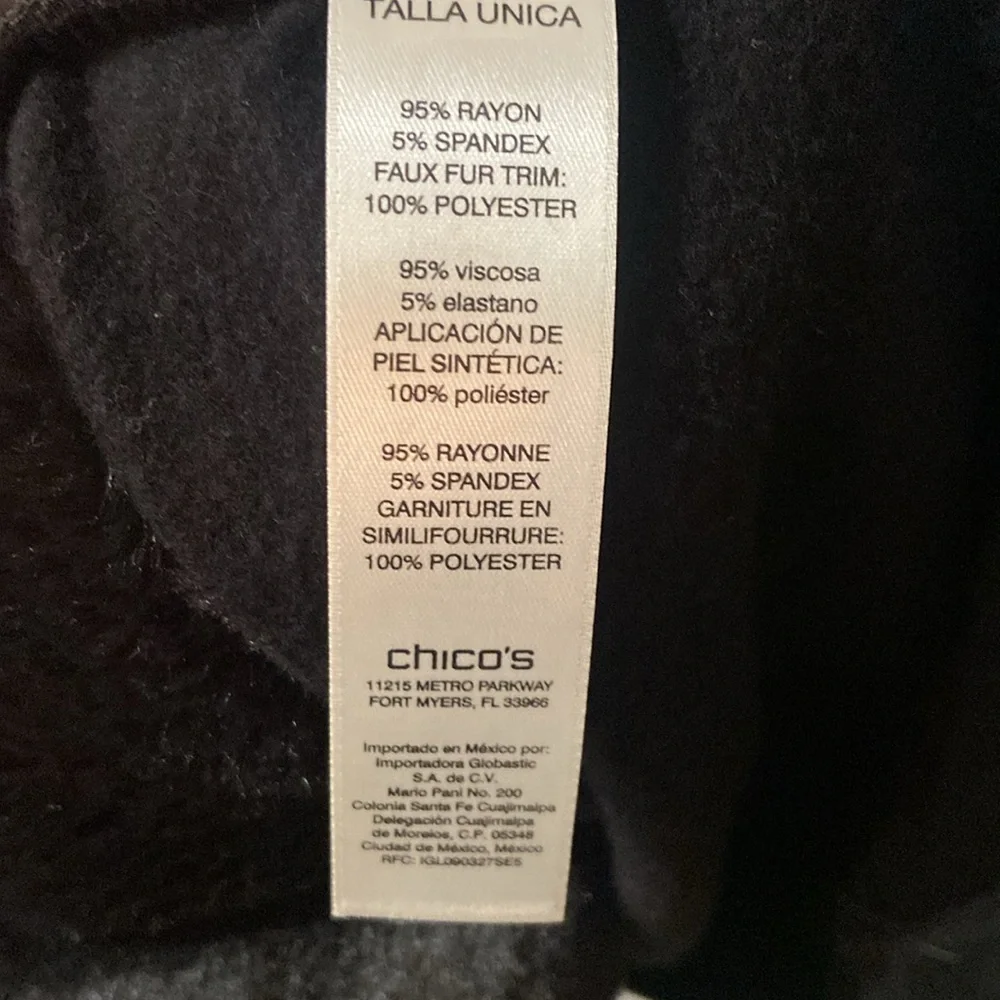 TALLA UNICA
95% RAYON
5% SPANDEX
FAUX FUR TRIM:
100% POLYESTER
95% viscosa
5% elastano
APLICACIÓN DE
PIEL SINTÉTICA:
100% poliéster
95% RAYONNE
5% SPANDEX
GARNITURE EN
SIMILIFOURRURE:
100% POLYESTER
chico's
11215 METRO PARKWAY
FORT MYERS, FL 33966
Importado en México por:
Importadora Globastic
S.A. de C.V.
Mario Pani No. 200
Colonia Santa Fe Cuajimalpa
Delegación Cuajimalpa
de Morelos, C.P. 05348
Ciudad de México, México
RFC: IGL090327SE5